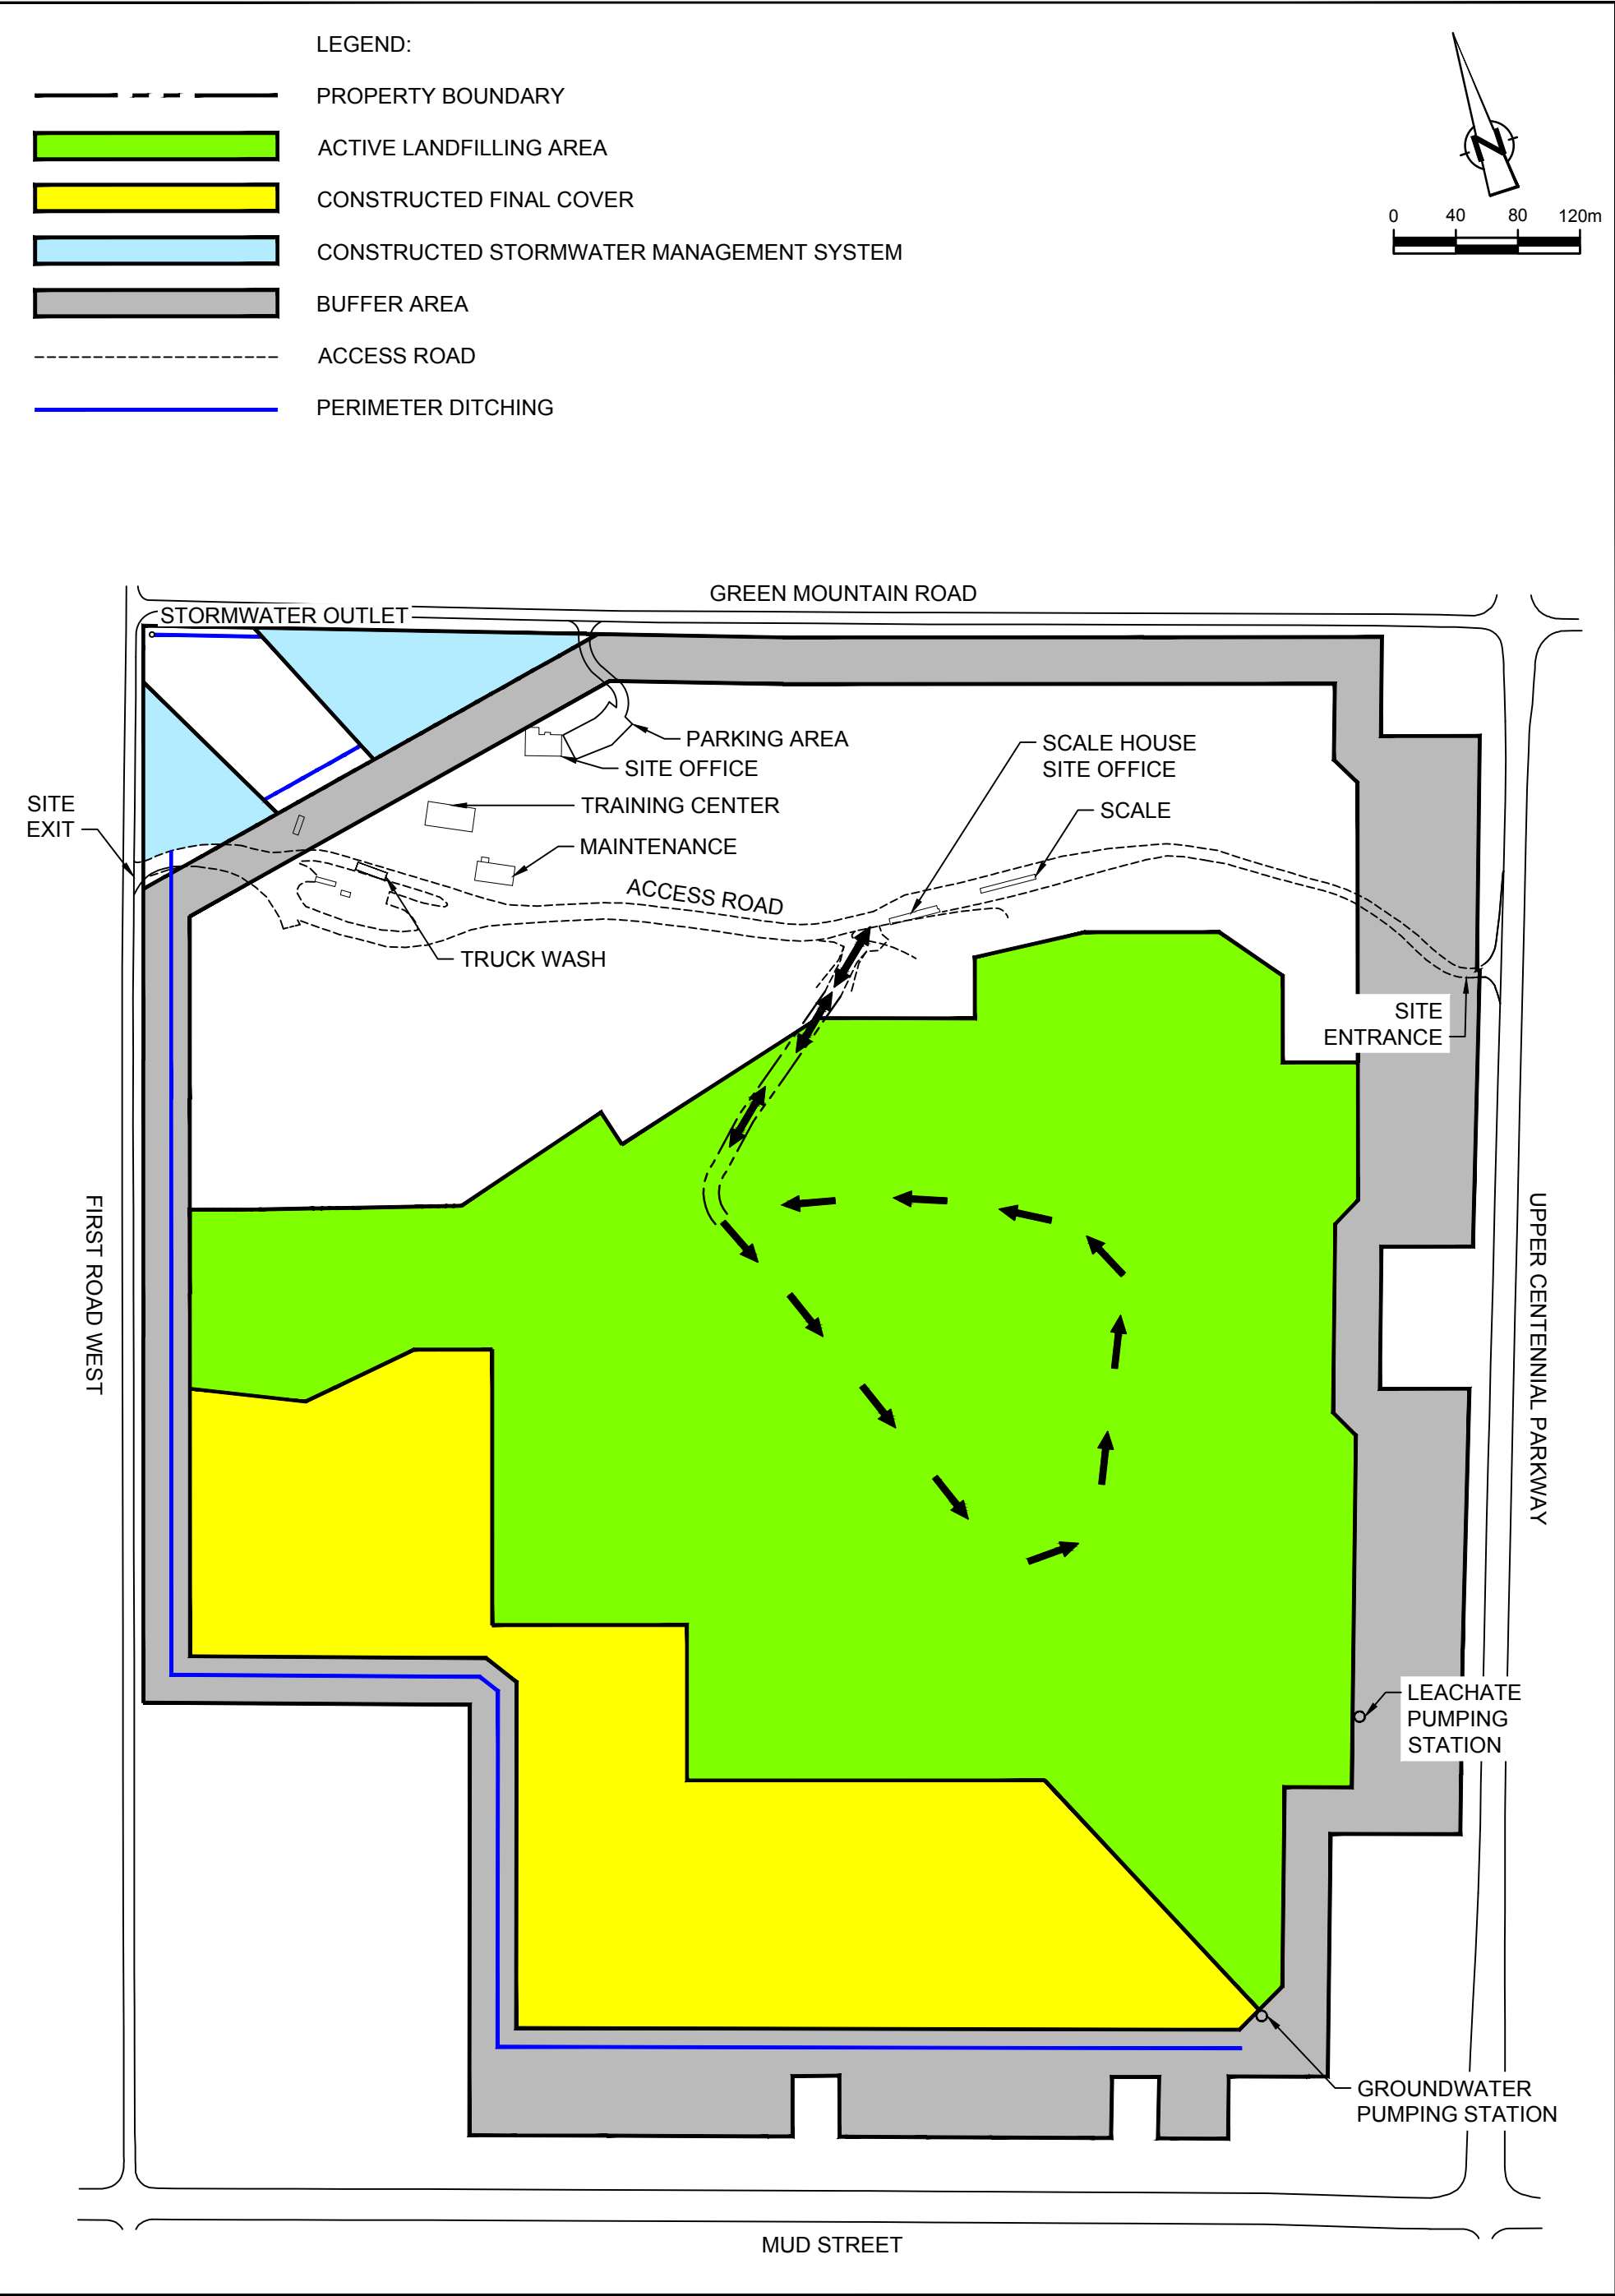 LEGEND:
PROPERTY BOUNDARY
ACTIVE LANDFILLING AREA
CONSTRUCTED FINAL COVER
CONSTRUCTED STORMWATER MANAGEMENT SYSTEM
BUFFER AREA
ACCESS ROAD
PERIMETER DITCHING
N
0 40 80 120m
GREEN MOUNTAIN ROAD
STORMWATER OUTLET
PARKING AREA
SITE OFFICE
TRAINING CENTER
MAINTENANCE
SCALE HOUSE
SITE OFFICE
SCALE
SITE
EXIT
ACCESS ROAD
TRUCK WASH
SITE
ENTRANCE
FIRST ROAD WEST
UPPER CENTENNIAL PARKWAY
LEACHATE
PUMPING
STATION
GROUNDWATER
PUMPING STATION
MUD STREET